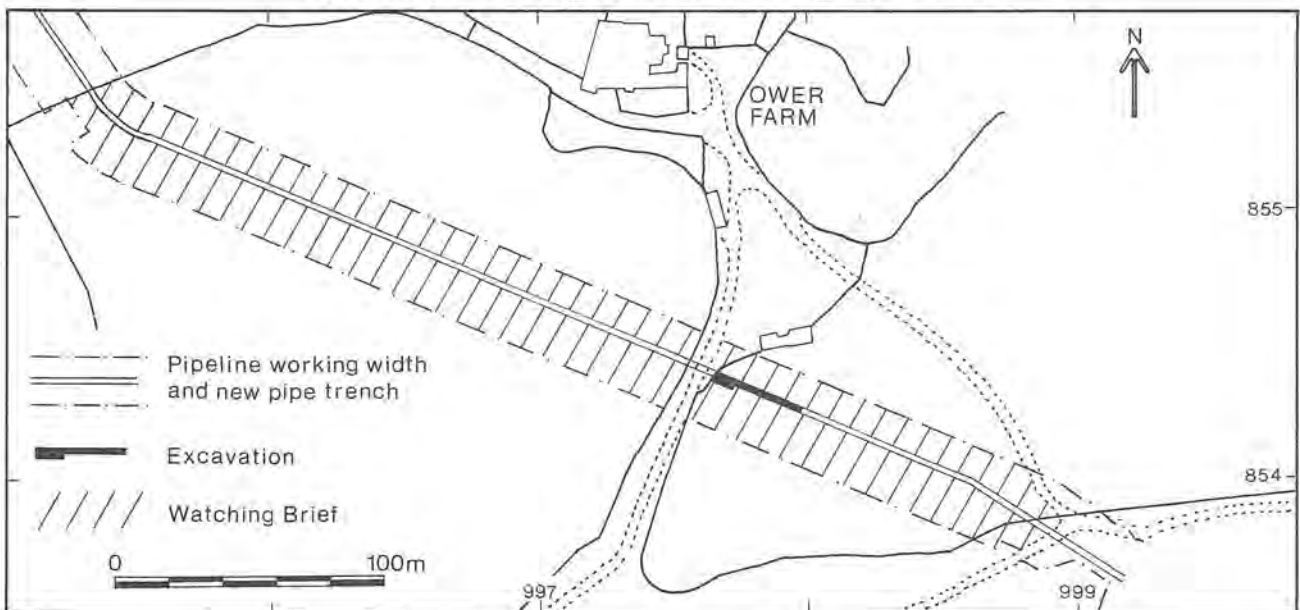 N
OWER
FARM
855
Pipeline working width
and new pipe trench
Excavation
854
Watching Brief
0 100m
997
999